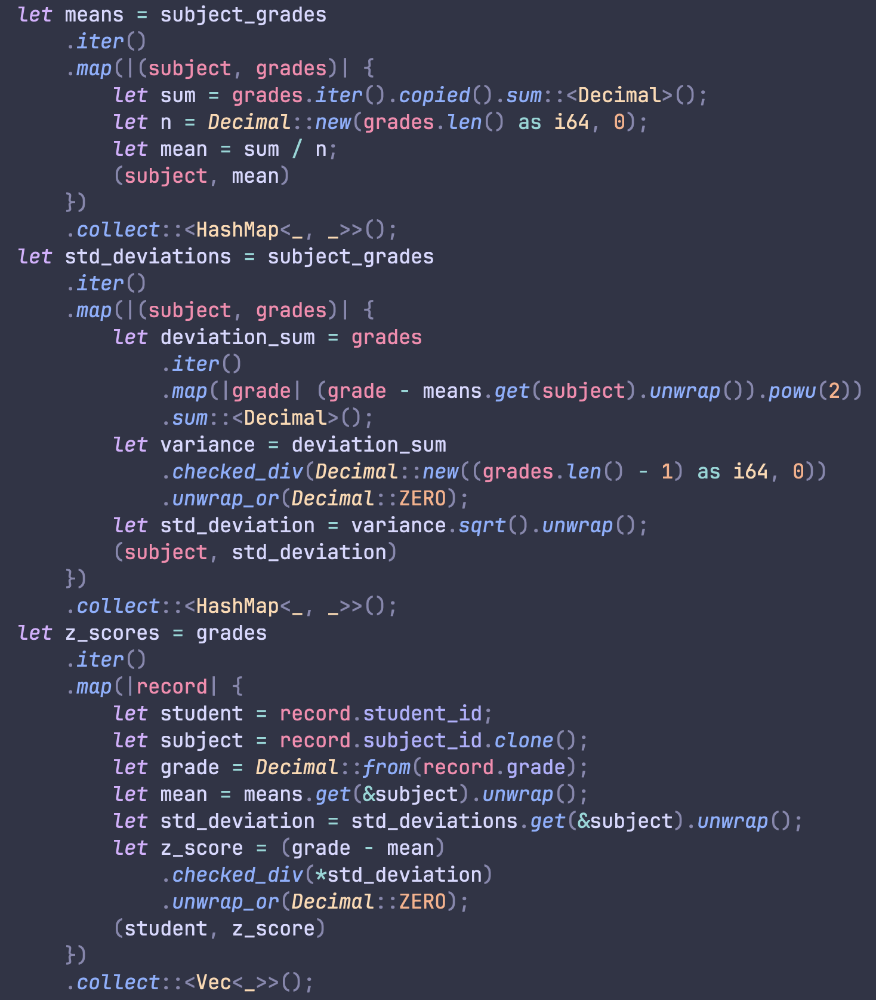 let means = subject_grades
    .iter()
    .map(|(subject, grades)| {
        let sum = grades.iter().copied().sum::<Decimal>();
        let n = Decimal::new(grades.len() as i64, 0);
        let mean = sum / n;
        (subject, mean)
    })
    .collect::<HashMap<_, _>>();
let std_deviations = subject_grades
    .iter()
    .map(|(subject, grades)| {
        let deviation_sum = grades
            .iter()
            .map(|grade| (grade - means.get(subject).unwrap()).powu(2))
            .sum::<Decimal>();
        let variance = deviation_sum
            .checked_div(Decimal::new((grades.len() - 1) as i64, 0))
            .unwrap_or(Decimal::ZERO);
        let std_deviation = variance.sqrt().unwrap();
        (subject, std_deviation)
    })
    .collect::<HashMap<_, _>>();
let z_scores = grades
    .iter()
    .map(|record| {
        let student = record.student_id;
        let subject = record.subject_id.clone();
        let grade = Decimal::from(record.grade);
        let mean = means.get(&subject).unwrap();
        let std_deviation = std_deviations.get(&subject).unwrap();
        let z_score = (grade - mean)
            .checked_div(*std_deviation)
            .unwrap_or(Decimal::ZERO);
        (student, z_score)
    })
    .collect::<Vec<_>>();